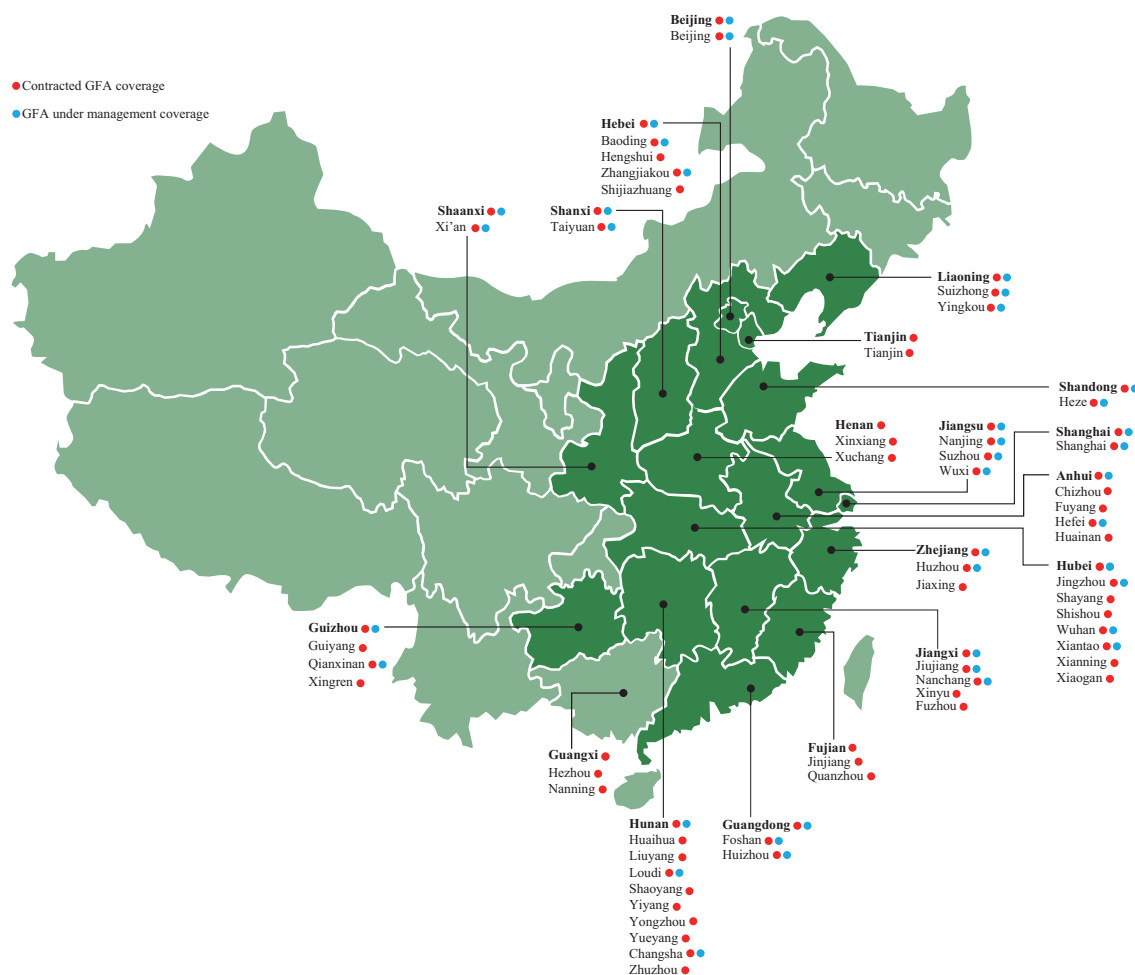 Contracted GFA coverage
GFA under management coverage
Beijing
Beijing
Hebei
Baoding
Hengshui
Zhangjiakou
Shijiazhuang
Shaanxi
Xi’an
Shanxi
Taiyuan
Liaoning
Suizhong
Yingkou
Tianjin
Tianjin
Shandong
Heze
Henan
Xinxiang
Xuchang
Jiangsu
Nanjing
Suzhou
Wuxi
Shanghai
Shanghai
Anhui
Chizhou
Fuyang
Hefei
Huainan
Zhejiang
Huzhou
Jiaxing
Hubei
Jingzhou
Shayang
Shishou
Wuhan
Xiantao
Xianning
Xiaogan
Guizhou
Guiyang
Qianxinan
Xingren
Jiangxi
Jiujiang
Nanchang
Xinyu
Fuzhou
Guangxi
Hezhou
Nanning
Fujian
Jinjiang
Quanzhou
Hunan
Huaihua
Liuyang
Loudi
Shaoyang
Yiyang
Yongzhou
Yueyang
Changsha
Zhuzhou
Guangdong
Foshan
Huizhou